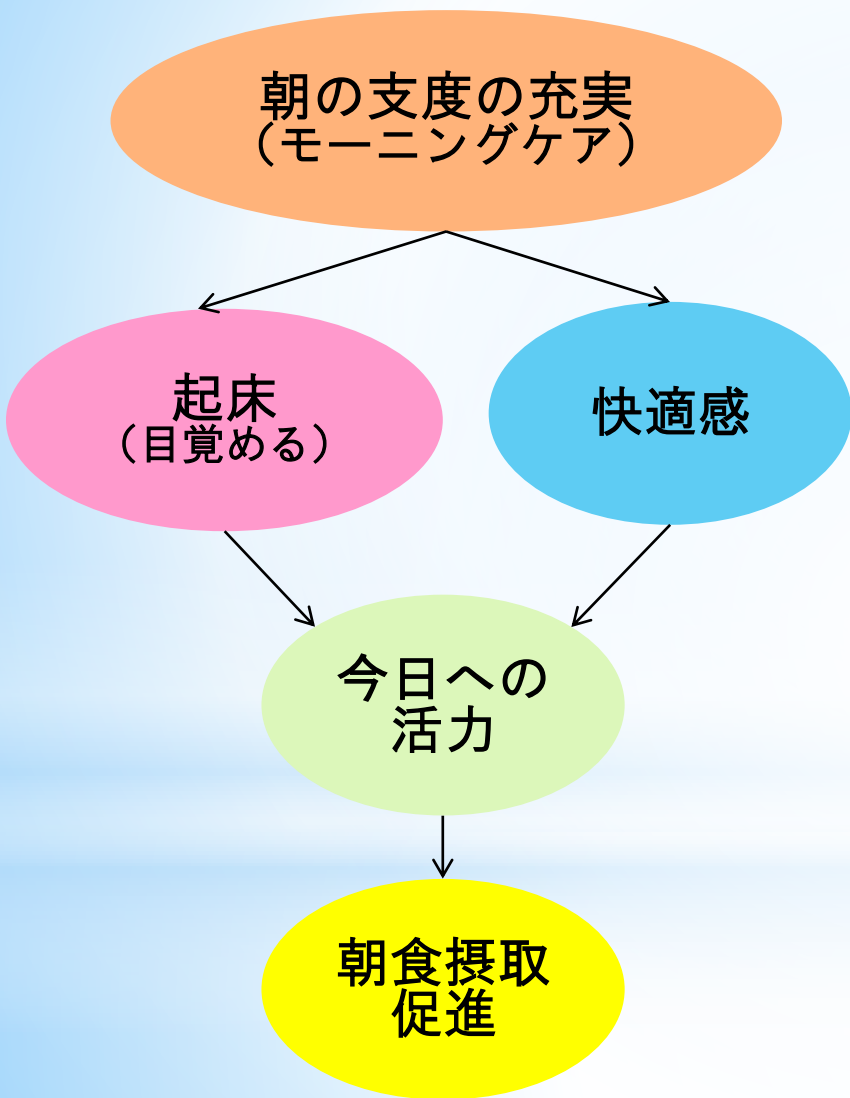 朝の支度の充実
（モーニングケア）
起床
（目覚める）
快適感
今日への
活力
朝食摂取
促進